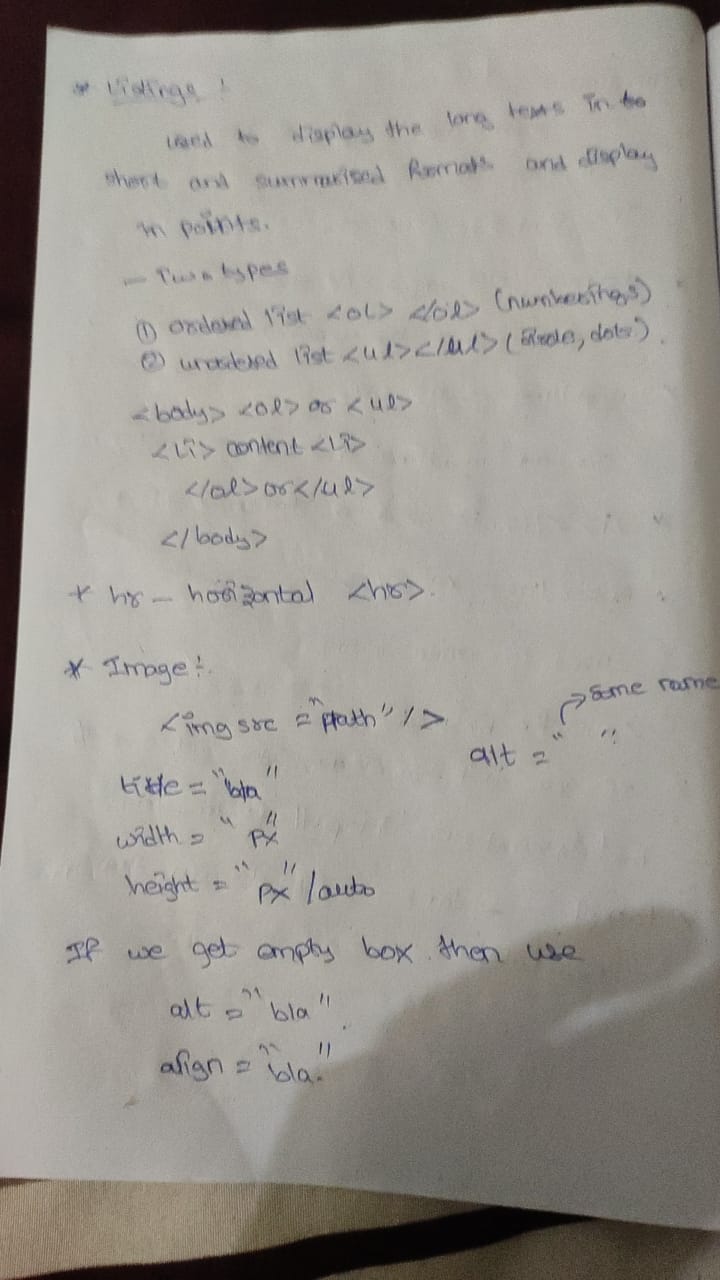 * Listings :
used to display the long texts in to
short and summarised formats and display
in points.
- Two types
① ordered list <ol> </ol> (numberings)
② unordered list <ul></ul> (circle, dots).
<body> <ol> or <ul>
<li> content <li>
</ol> or </ul>
</body>
* hr - horizontal <hr>.
* Image :
<img src = "path" />
same name
alt = " "
title = "bla"
width = " px"
height = " px" /auto
If we get empty box then use
alt = "bla".
align = "bla."